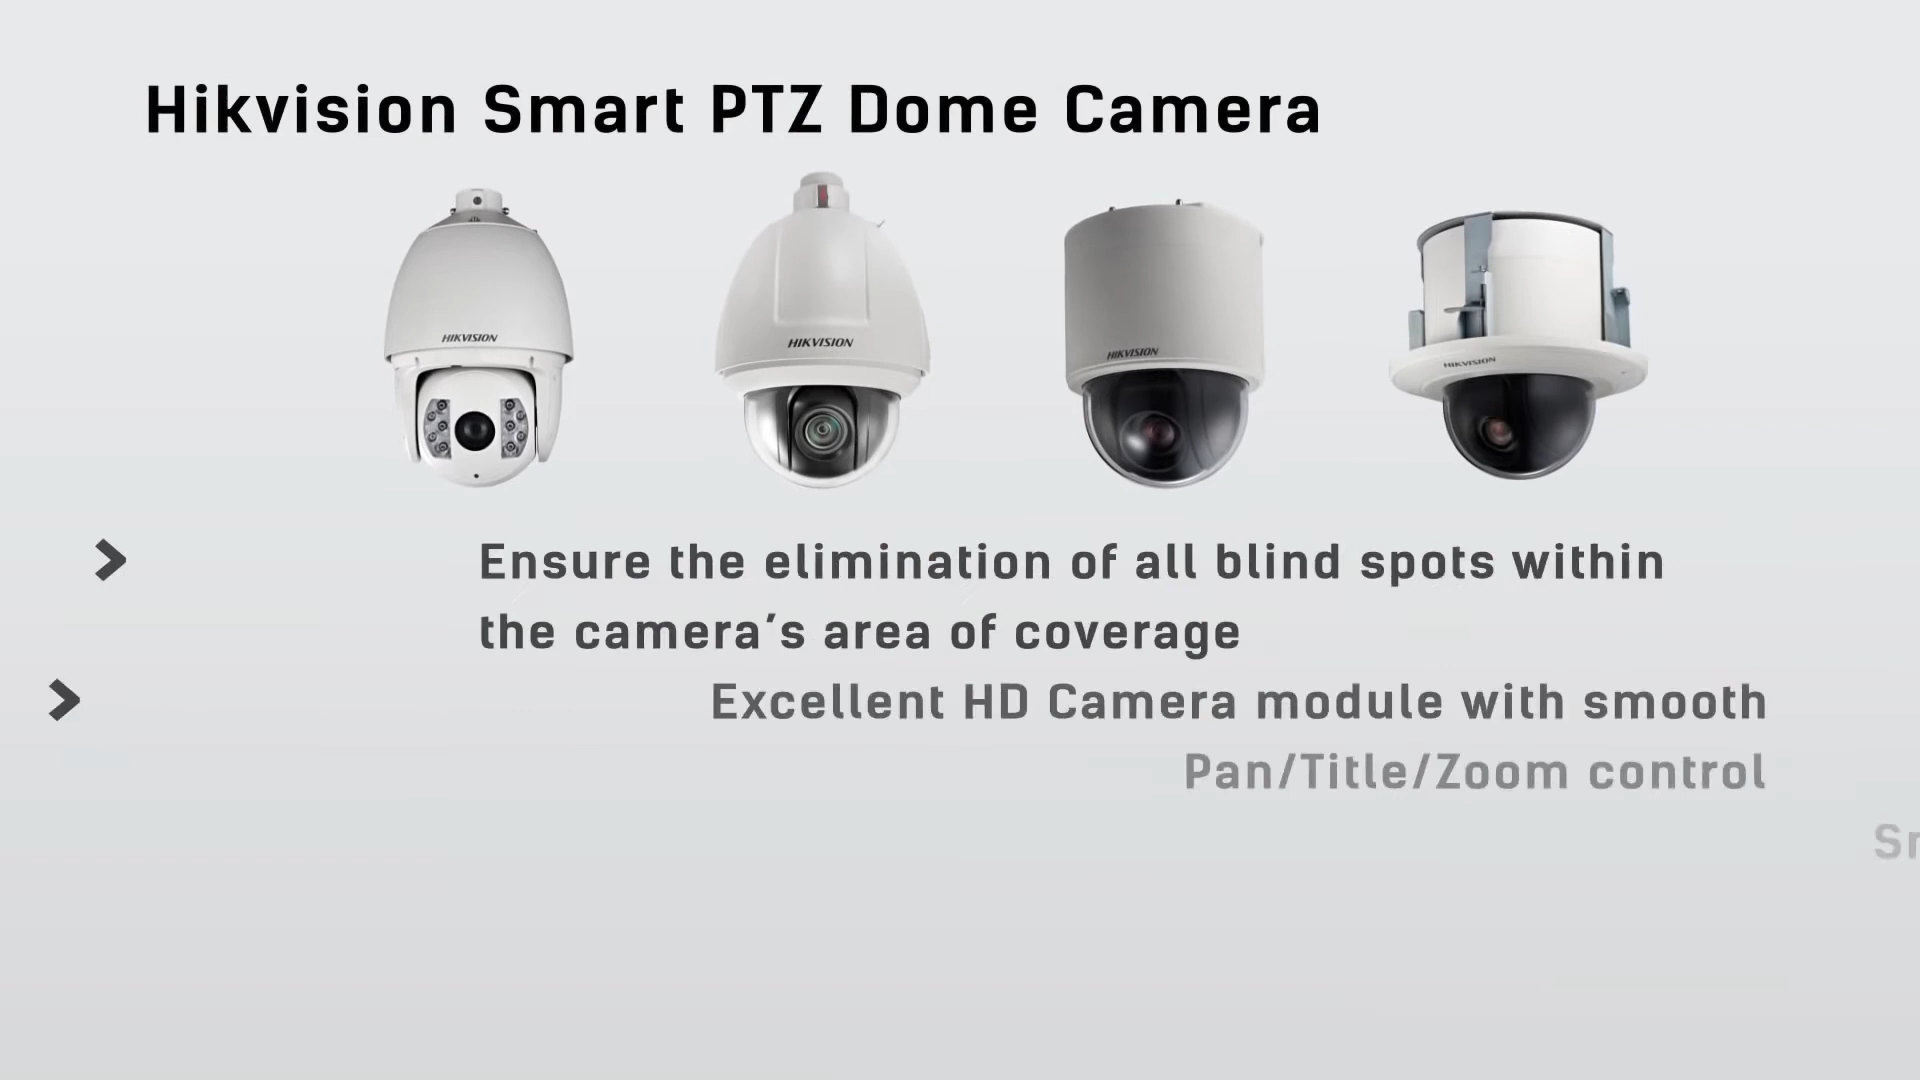 Hikvision Smart PTZ Dome Camera
HIKVISION
HIKVISION
HIKVISION
HIKVISION
> Ensure the elimination of all blind spots within
the camera’s area of coverage
> Excellent HD Camera module with smooth
Pan/Title/Zoom control